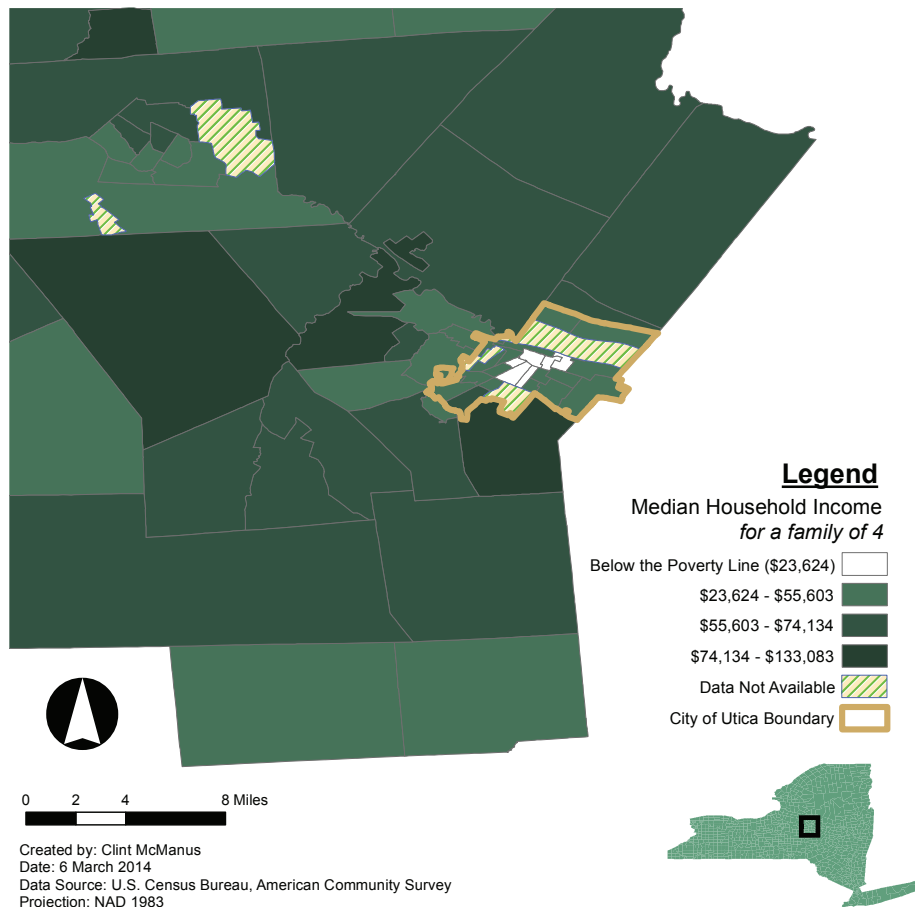 Legend
Median Household Income
for a family of 4
Below the Poverty Line ($23,624)
$23,624 - $55,603
$55,603 - $74,134
$74,134 - $133,083
Data Not Available
City of Utica Boundary
0 2 4 8 Miles
Created by: Clint McManus
Date: 6 March 2014
Data Source: U.S. Census Bureau, American Community Survey
Projection: NAD 1983